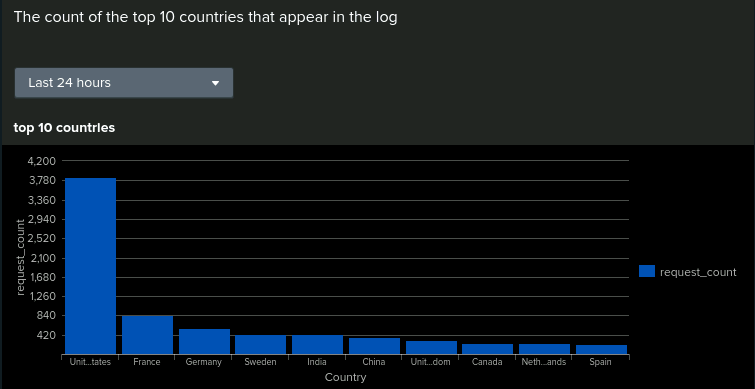 The count of the top 10 countries that appear in the log
Last 24 hours
top 10 countries
4,200
3,780
3,360
2,940
2,520
2,100
1,680
1,260
840
420
request_count
request_count
Unit...tates
France
Germany
Sweden
India
China
Unit...dom
Canada
Neth...ands
Spain
Country